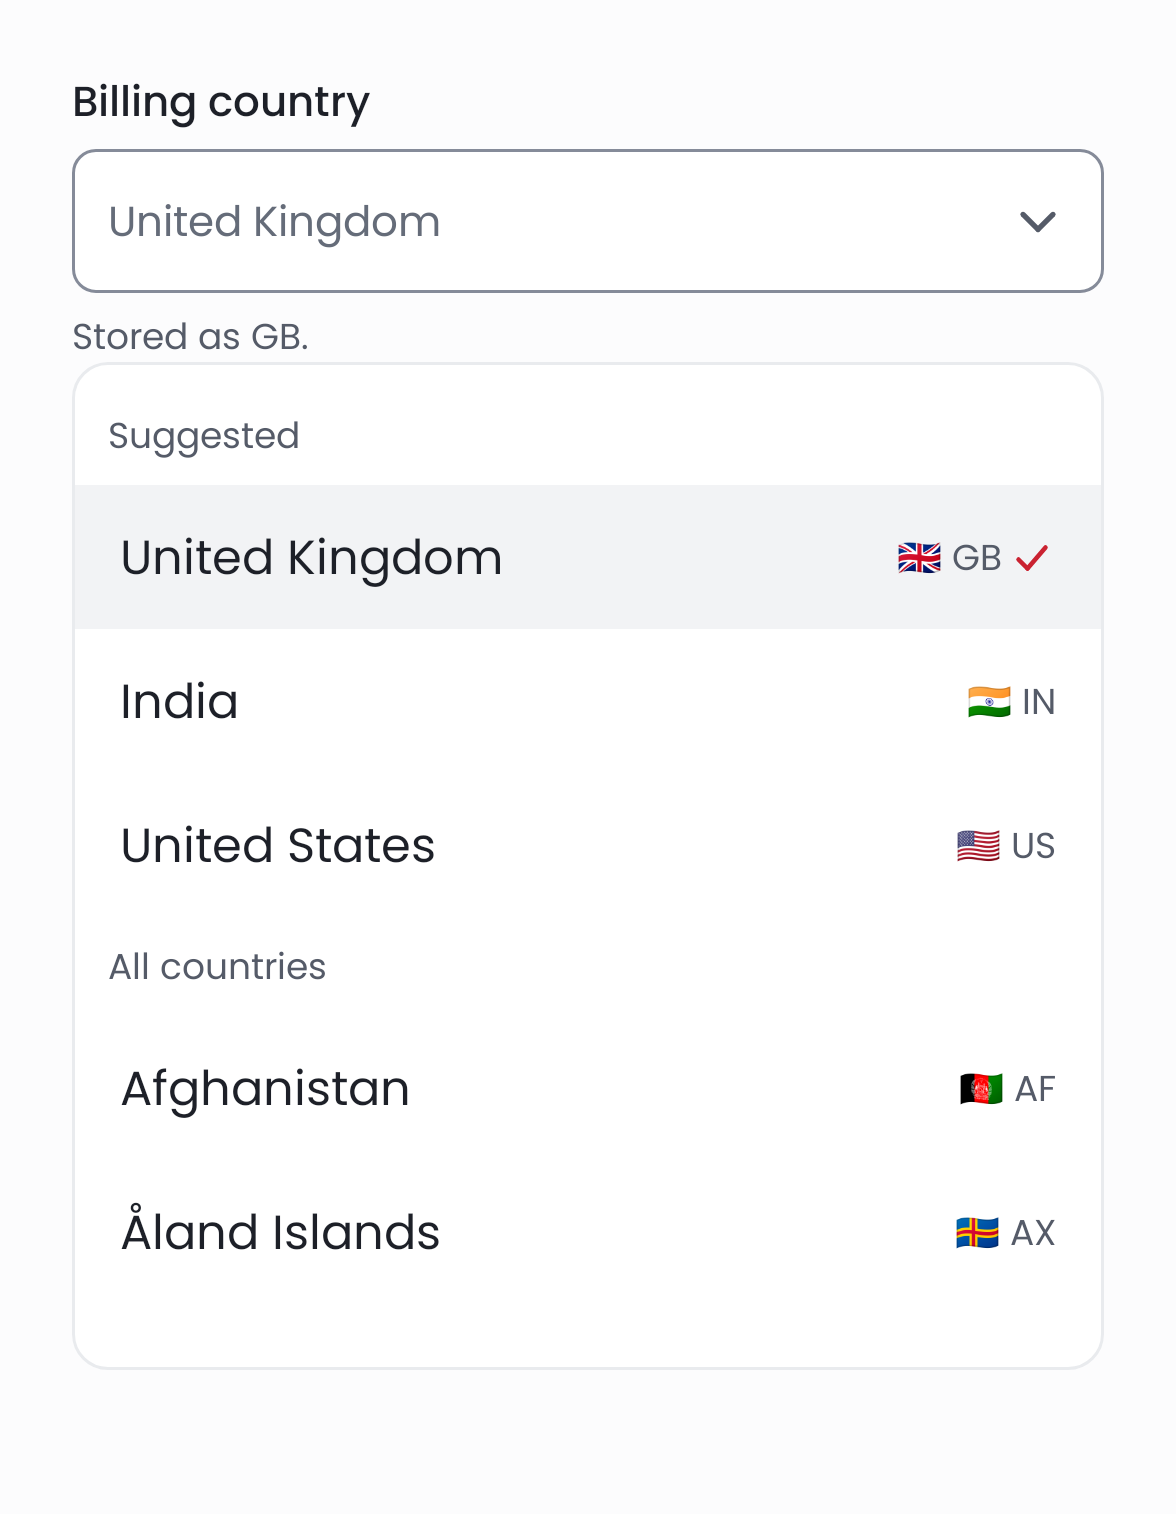 Billing country
United Kingdom
Stored as GB.
Suggested
United Kingdom 🇬🇧 GB
India 🇮🇳 IN
United States 🇺🇸 US
All countries
Afghanistan 🇦🇫 AF
Åland Islands 🇦🇽 AX